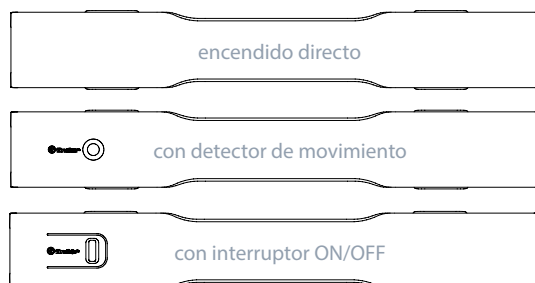 encendido directo
con detector de movimiento
con interruptor ON/OFF